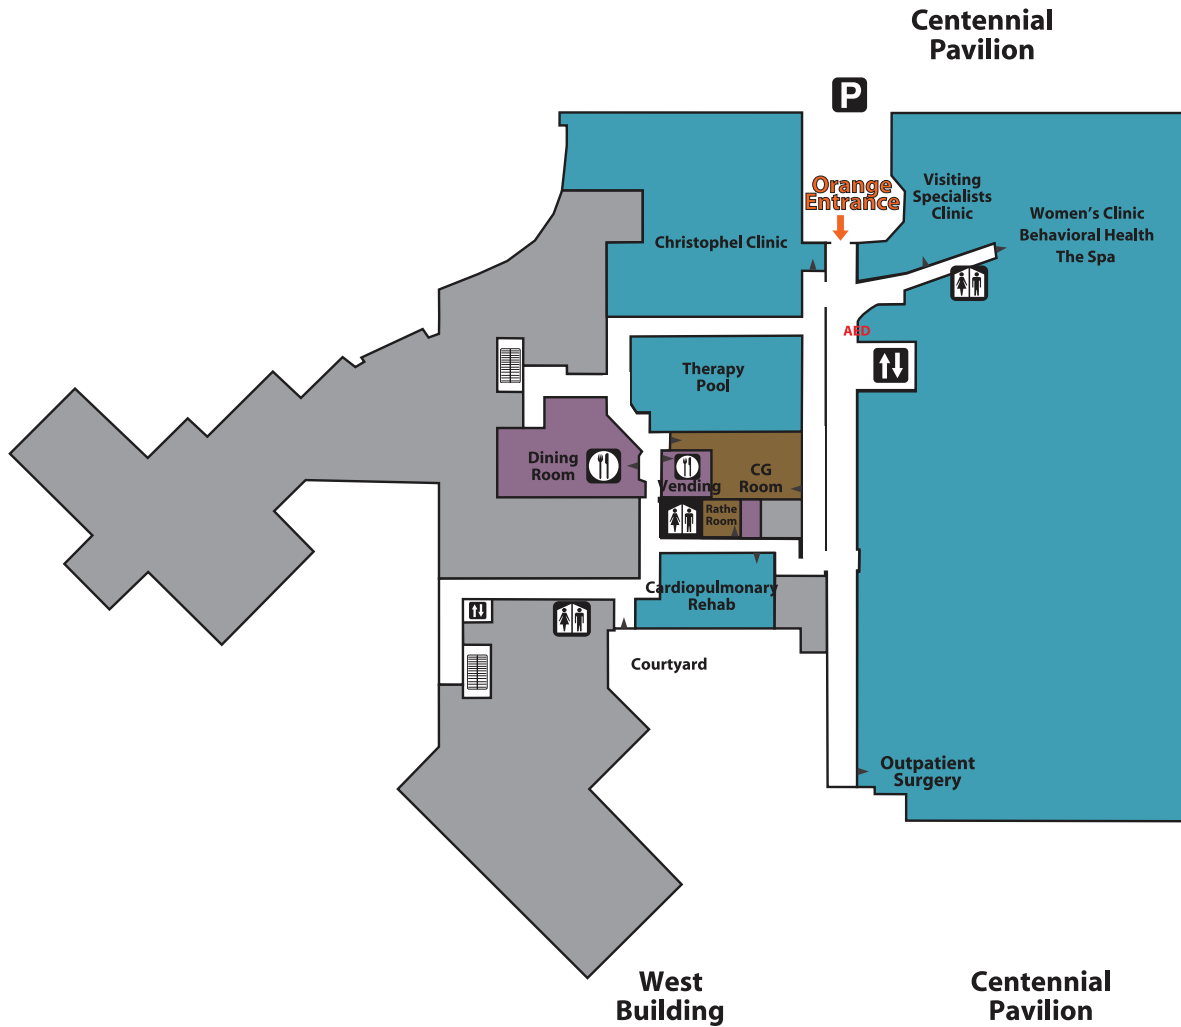 Centennial
Pavilion
P
Orange
Entrance
Visiting
Specialists
Clinic
Women's Clinic
Behavioral Health
The Spa
Christophel Clinic
AED
Therapy
Pool
Dining
Room
Vending
CG
Room
Rathe
Room
Cardiopulmonary
Rehab
Courtyard
Outpatient
Surgery
West
Building
Centennial
Pavilion